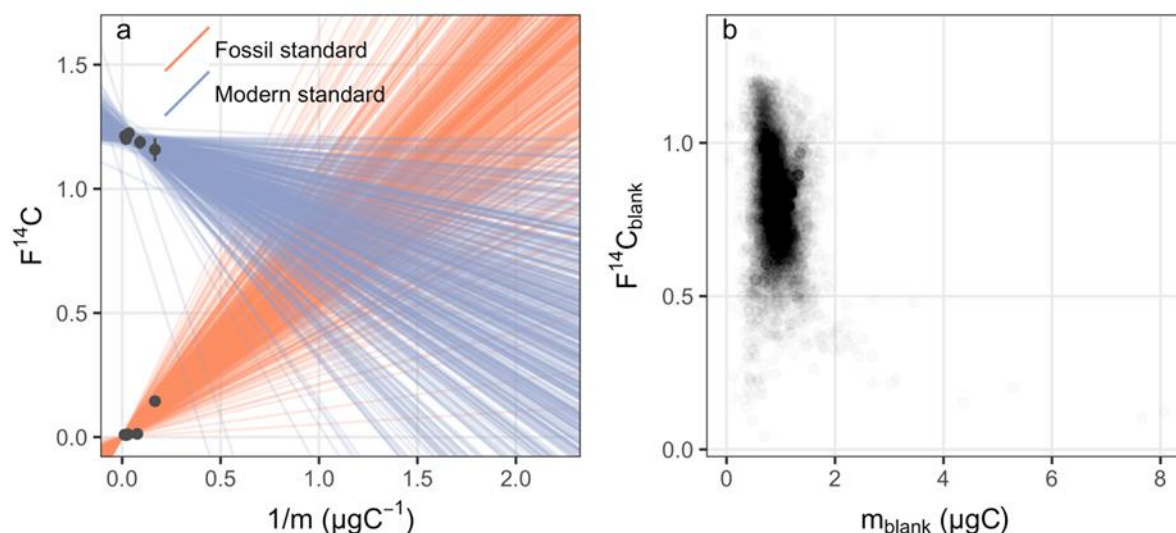 a
Fossil standard
Modern standard
1.5
1.0
0.5
0.0
F¹⁴C
0.0 0.5 1.0 1.5 2.0
1/m (µgC⁻¹)
b
1.0
0.5
0.0
F¹⁴C_blank
0 2 4 6 8
m_blank (µgC)